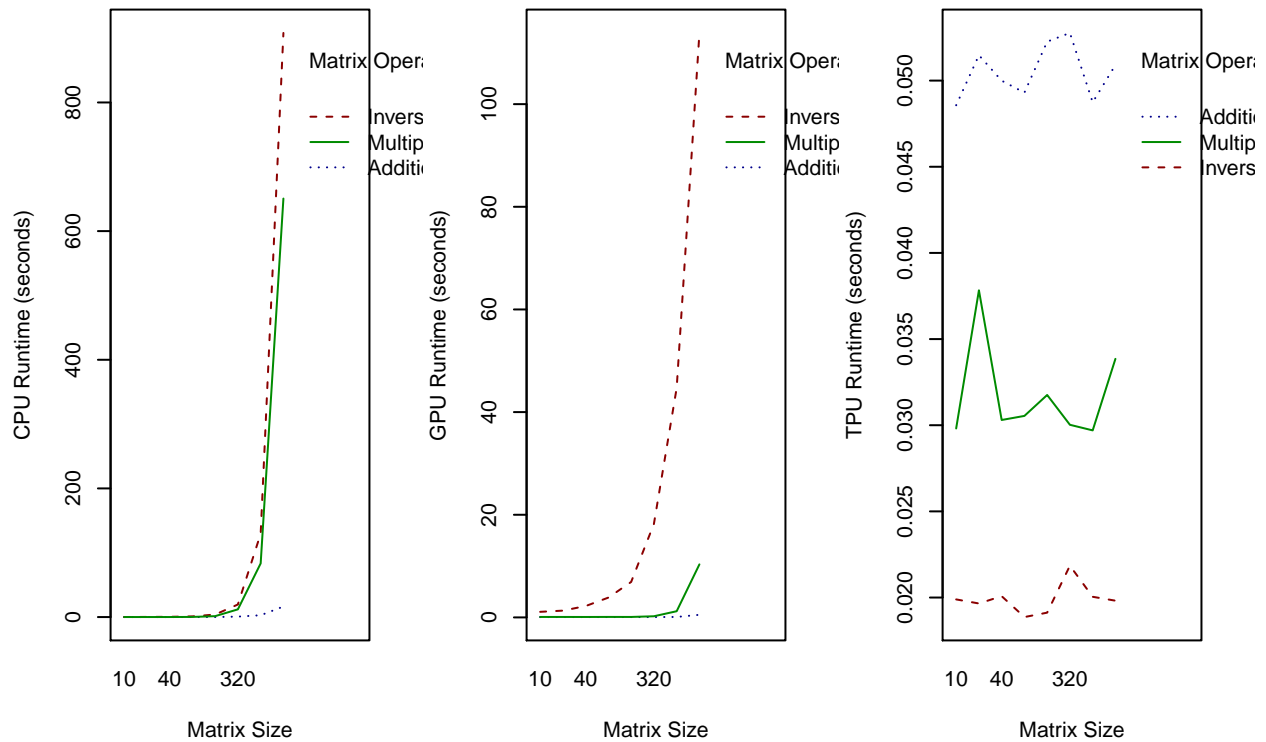 CPU Runtime (seconds)
0
200
400
600
800
10 40 320
Matrix Size
Matrix Opera
Invers
Multip
Additi
GPU Runtime (seconds)
0
20
40
60
80
100
10 40 320
Matrix Size
Matrix Opera
Invers
Multip
Additi
TPU Runtime (seconds)
0.020
0.025
0.030
0.035
0.040
0.045
0.050
10 40 320
Matrix Size
Matrix Opera
Additi
Multip
Invers